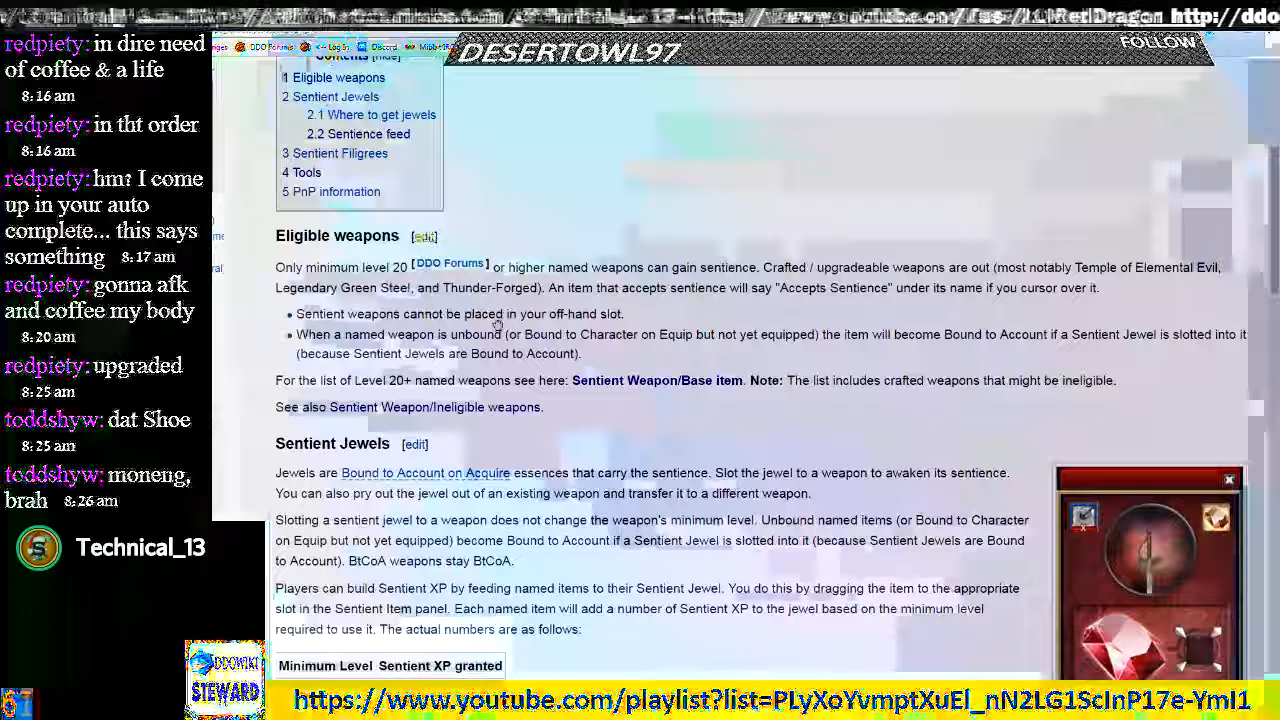 RetDragon http://ddo
DESERTOWL97
FOLLOW
DDO Forums
Log In
Discord
Mibbit IRC
Contents [hide]
1 Eligible weapons
2 Sentient Jewels
2.1 Where to get jewels
2.2 Sentience feed
3 Sentient Filigrees
4 Tools
5 PnP information
redpiety: in dire need
of coffee & a life
8:16 am
redpiety: in tht order
8:16 am
redpiety: hm? I come
up in your auto
complete... this says
something 8:17 am
redpiety: gonna afk
and coffee my body
8:20 am
redpiety: upgraded
8:25 am
toddshyw: dat Shoe
8:25 am
toddshyw: moneng,
brah 8:26 am
Technical_13
DDOWIKI
STEWARD
Eligible weapons [edit]
Only minimum level 20 [DDO Forums] or higher named weapons can gain sentience. Crafted / upgradeable weapons are out (most notably Temple of Elemental Evil,
Legendary Green Steel, and Thunder-Forged). An item that accepts sentience will say "Accepts Sentience" under its name if you cursor over it.
• Sentient weapons cannot be placed in your off-hand slot.
• When a named weapon is unbound (or Bound to Character on Equip but not yet equipped) the item will become Bound to Account if a Sentient Jewel is slotted into it
(because Sentient Jewels are Bound to Account).
For the list of Level 20+ named weapons see here: Sentient Weapon/Base item. Note: The list includes crafted weapons that might be ineligible.
See also Sentient Weapon/Ineligible weapons.
Sentient Jewels [edit]
Jewels are Bound to Account on Acquire essences that carry the sentience. Slot the jewel to a weapon to awaken its sentience.
You can also pry out the jewel out of an existing weapon and transfer it to a different weapon.
Slotting a sentient jewel to a weapon does not change the weapon's minimum level. Unbound named items (or Bound to Character
on Equip but not yet equipped) become Bound to Account if a Sentient Jewel is slotted into it (because Sentient Jewels are Bound
to Account). BtCoA weapons stay BtCoA.
Players can build Sentient XP by feeding named items to their Sentient Jewel. You do this by dragging the item to the appropriate
slot in the Sentient Item panel. Each named item will add a number of Sentient XP to the jewel based on the minimum level
required to use it. The actual numbers are as follows:
Minimum Level Sentient XP granted
https://www.youtube.com/playlist?list=PLyXoYvmptXuEl_nN2LG1ScInP17e-YmI1